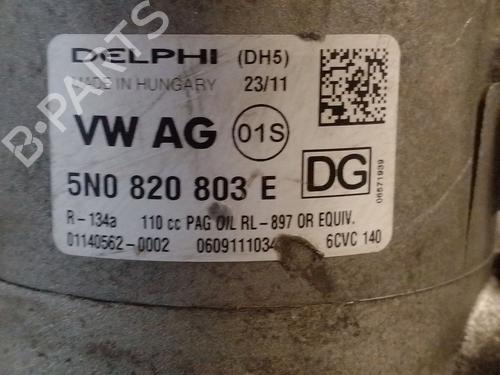 DELPHI (DH5)
MADE IN HUNGARY 23/11
VW AG 01S
5N0 820 803 E DG
06571939
R-134a 110 cc PAG OIL RL-897 OR EQUIV.
01140562-0002 0609111034 6CVC 140
B-PARTS